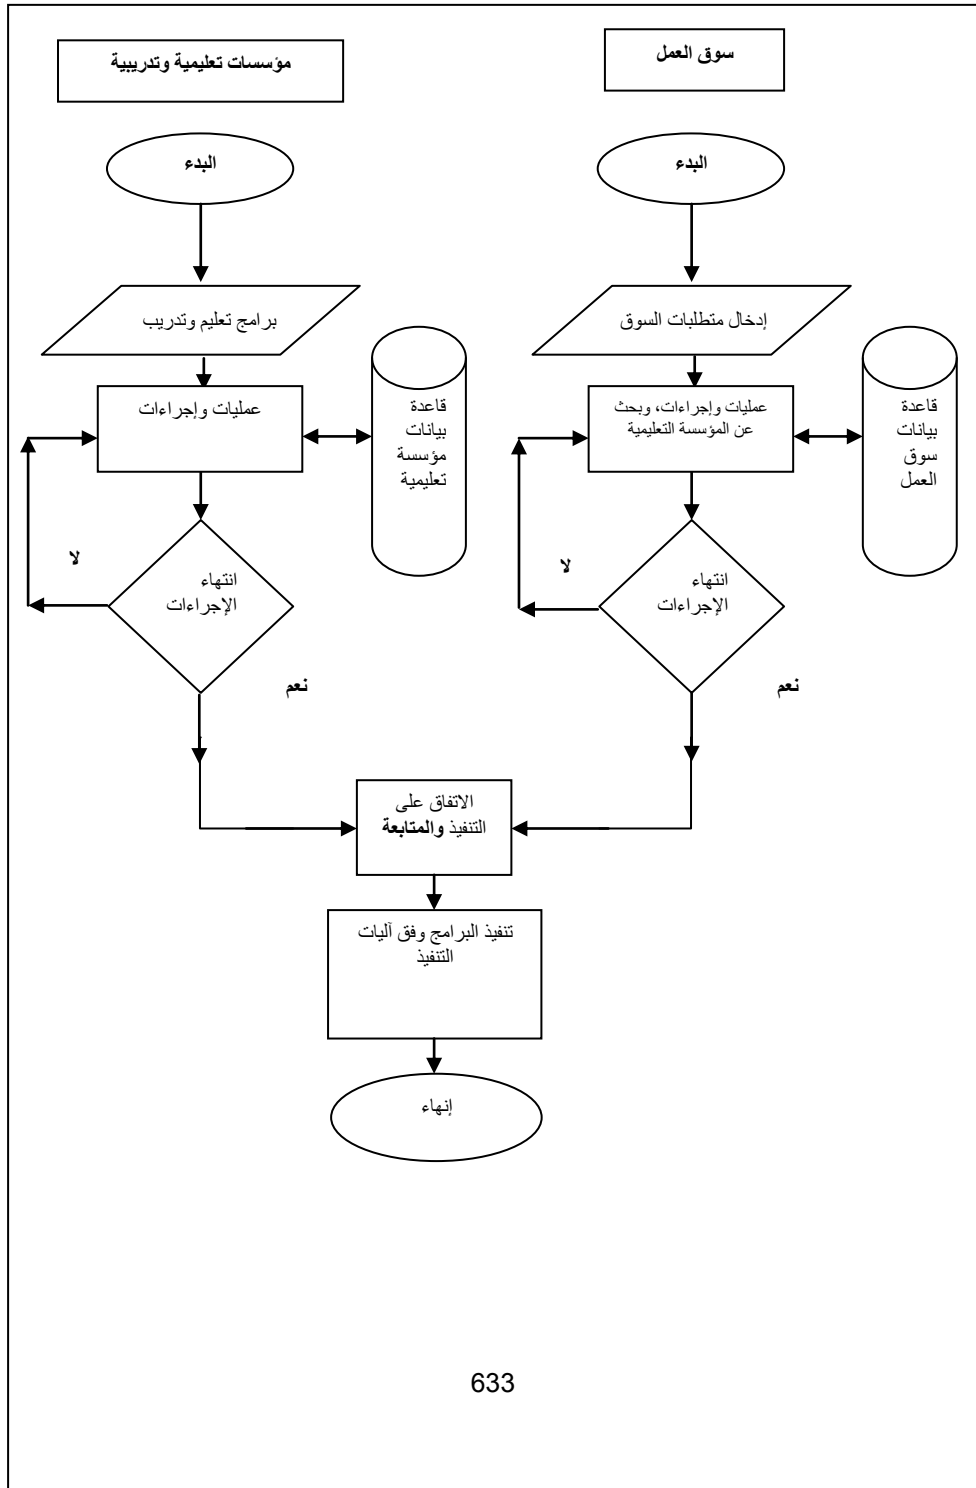 سوق العمل
مؤسسات تعليمية وتدريبية
البدء
البدء
إدخال متطلبات السوق
برامج تعليم وتدريب
عمليات وإجراءات، وبحث
عن المؤسسة التعليمية
قاعدة
بيانات
سوق
العمل
عمليات وإجراءات
قاعدة
بيانات
مؤسسة
تعليمية
لا
انتهاء
الإجراءات
نعم
لا
انتهاء
الإجراءات
نعم
الاتفاق على
التنفيذ والمتابعة
تنفيذ البرامج وفق آليات
التنفيذ
إنهاء
633